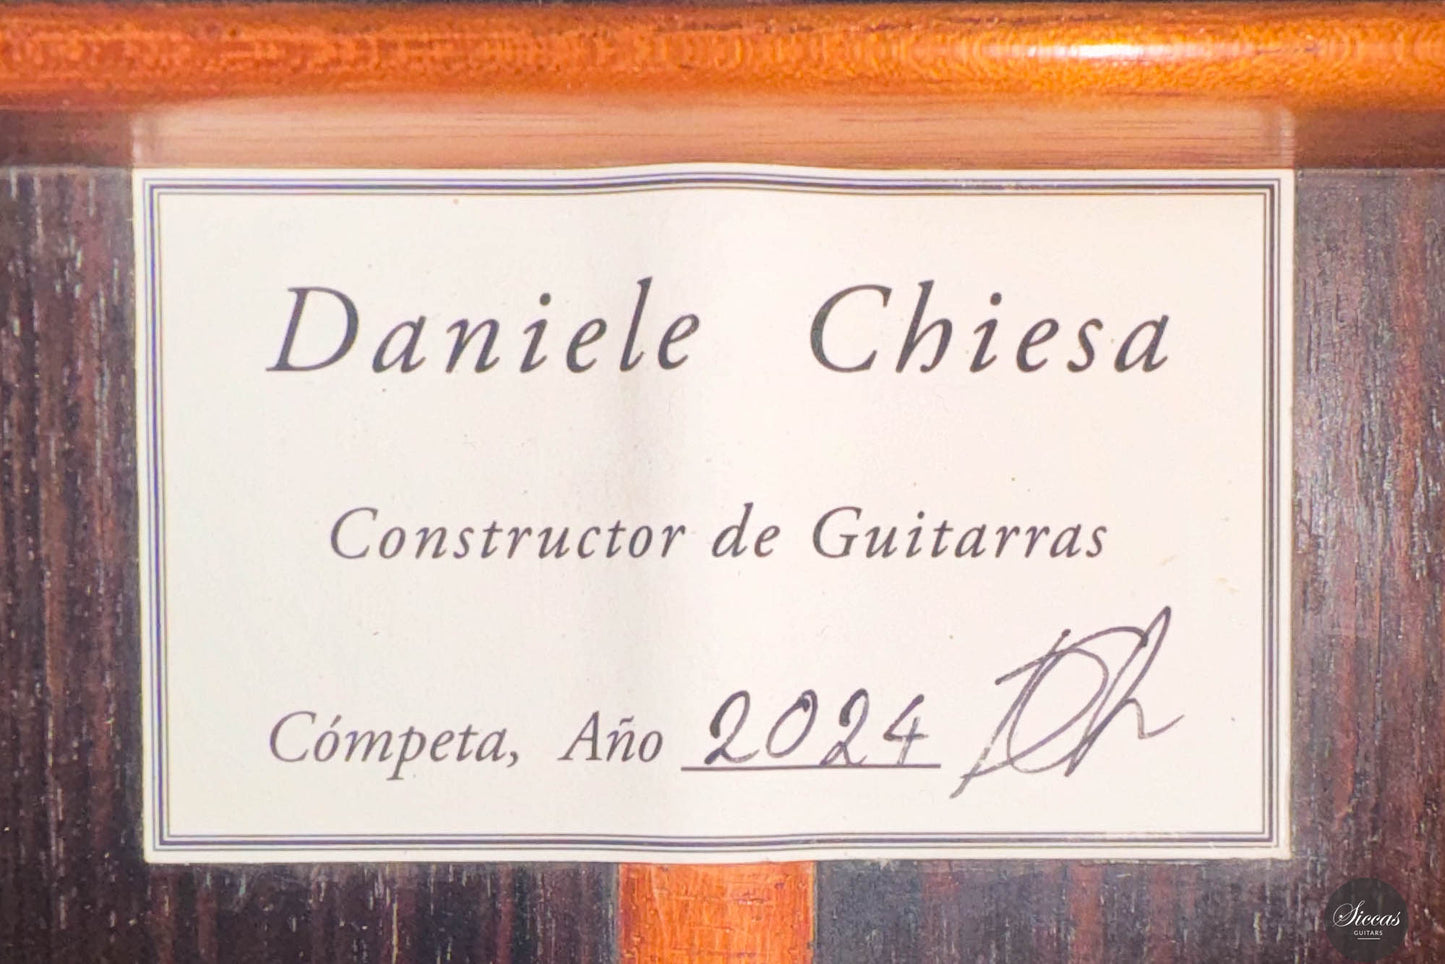 Daniele Chiesa
Constructor de Guitarras
Cómpeta, Año 2024
Siccas
GUITARS